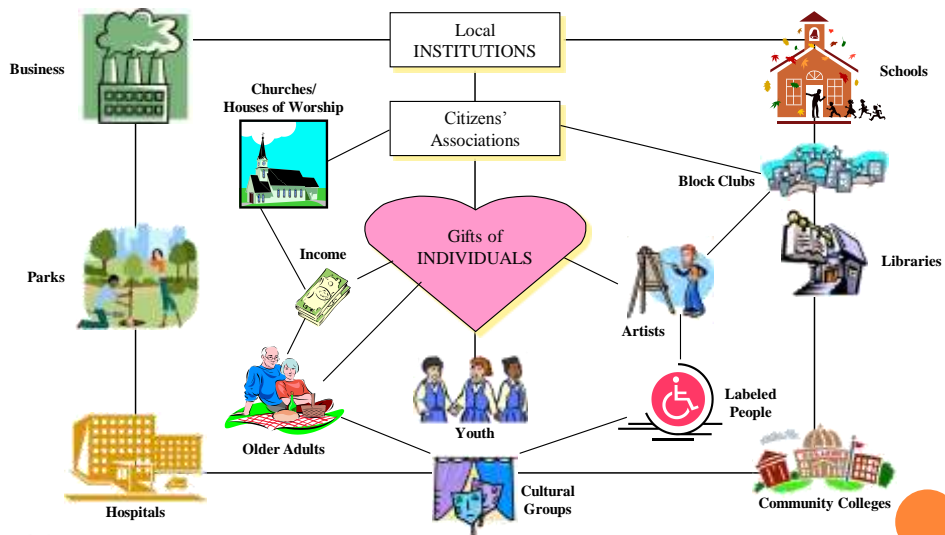 Local
INSTITUTIONS
Business
Schools
Churches/
Houses of Worship
Citizens'
Associations
Block Clubs
Gifts of
INDIVIDUALS
Income
Parks
Libraries
Artists
Labeled
People
Youth
Older Adults
Cultural
Groups
Hospitals
Community Colleges